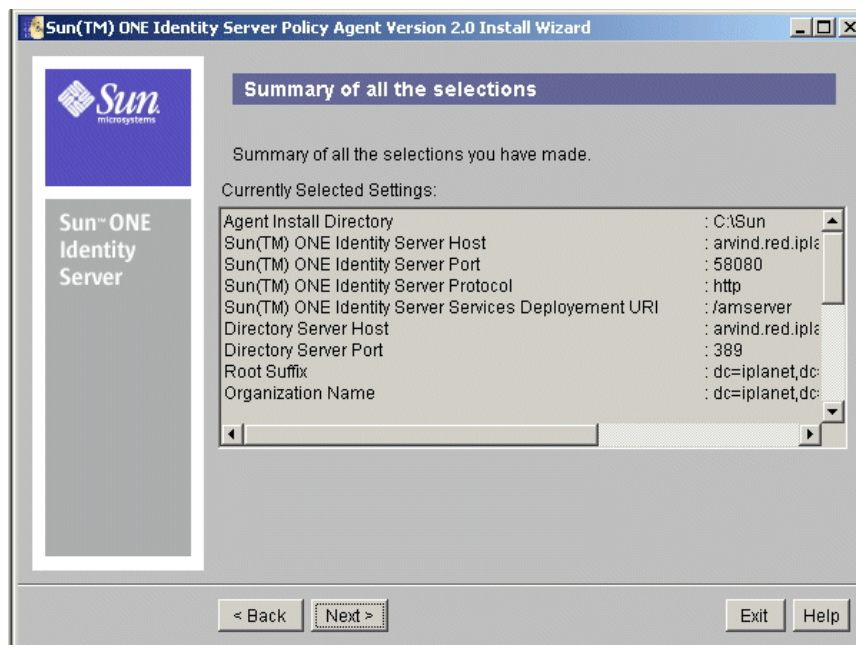 Sun(TM) ONE Identity Server Policy Agent Version 2.0 Install Wizard
Sun
microsystems
Sun™ ONE
Identity
Server
Summary of all the selections
Summary of all the selections you have made.
Currently Selected Settings:
Agent Install Directory : C:\Sun
Sun(TM) ONE Identity Server Host : arvind.red.ipla
Sun(TM) ONE Identity Server Port : 58080
Sun(TM) ONE Identity Server Protocol : http
Sun(TM) ONE Identity Server Services Deployement URI : /amserver
Directory Server Host : arvind.red.ipla
Directory Server Port : 389
Root Suffix : dc=iplanet,dc=
Organization Name : dc=iplanet,dc=
< Back Next > Exit Help